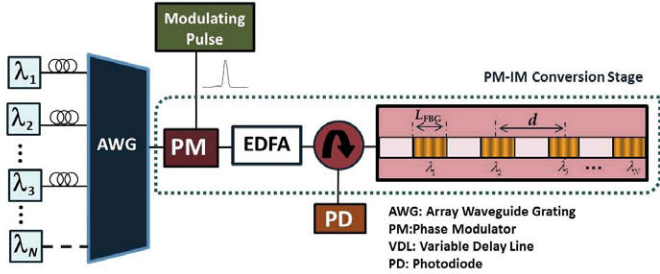 Modulating
Pulse
PM-IM Conversion Stage
λ1
λ2
λ3
λN
AWG
PM
EDFA
PD
LFBG
d
λ1
λ2
λ3
λN
AWG: Array Waveguide Grating
PM:Phase Modulator
VDL: Variable Delay Line
PD: Photodiode